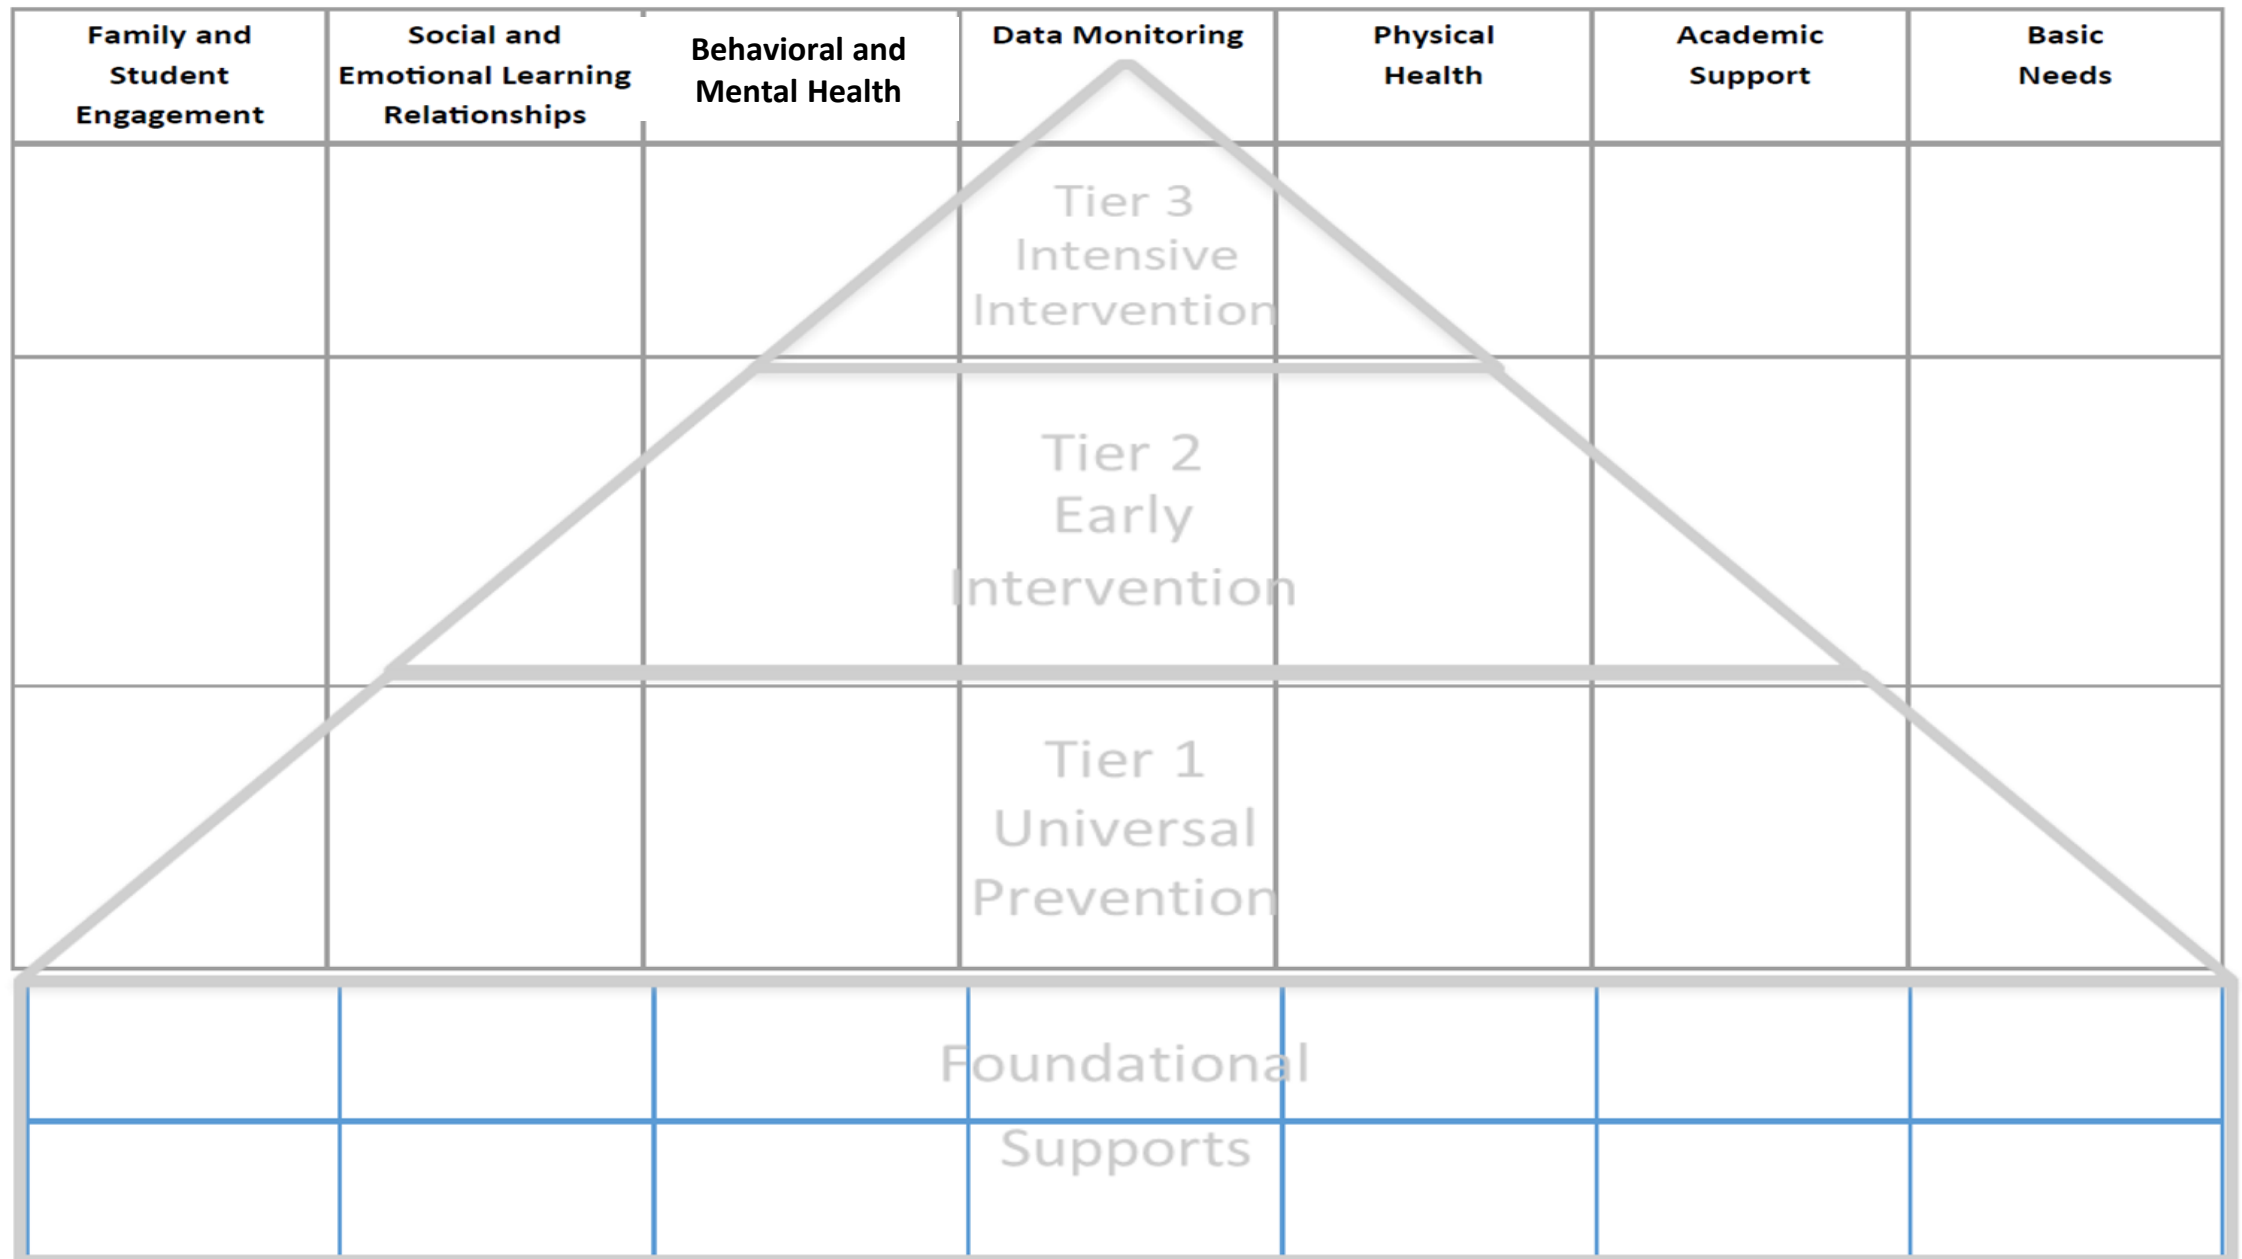 Family and
Student
Engagement
Social and
Emotional Learning
Relationships
Behavioral and
Mental Health
Data Monitoring
Physical
Health
Academic
Support
Basic
Needs
Tier 3
Intensive
Intervention
Tier 2
Early
Intervention
Tier 1
Universal
Prevention
Foundational
Supports